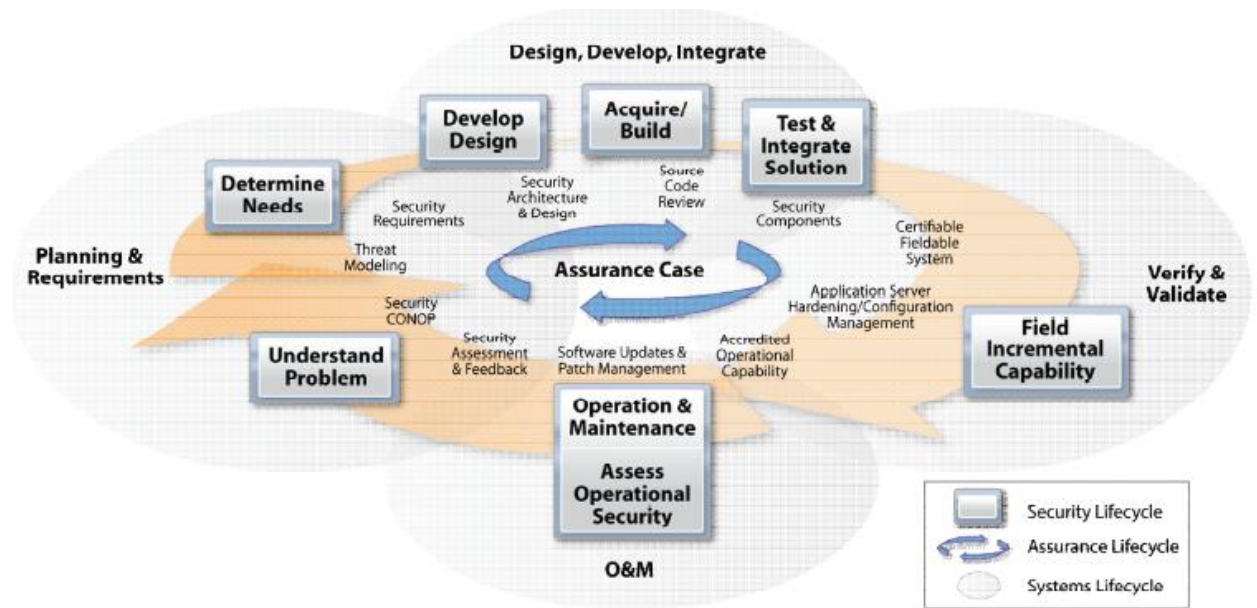 Design, Develop, Integrate
Develop
Design
Acquire/
Build
Test &
Integrate
Solution
Determine
Needs
Security
Requirements
Security
Architecture
& Design
Source
Code
Review
Security
Components
Certifiable
Fieldable
System
Planning &
Requirements
Threat
Modeling
Assurance Case
Verify &
Validate
Security
CONOP
Application Server
Hardening/Configuration
Management
Understand
Problem
Security
Assessment
& Feedback
Software Updates &
Patch Management
Accredited
Operational
Capability
Field
Incremental
Capability
Operation &
Maintenance
Assess
Operational
Security
O&M
Security Lifecycle
Assurance Lifecycle
Systems Lifecycle